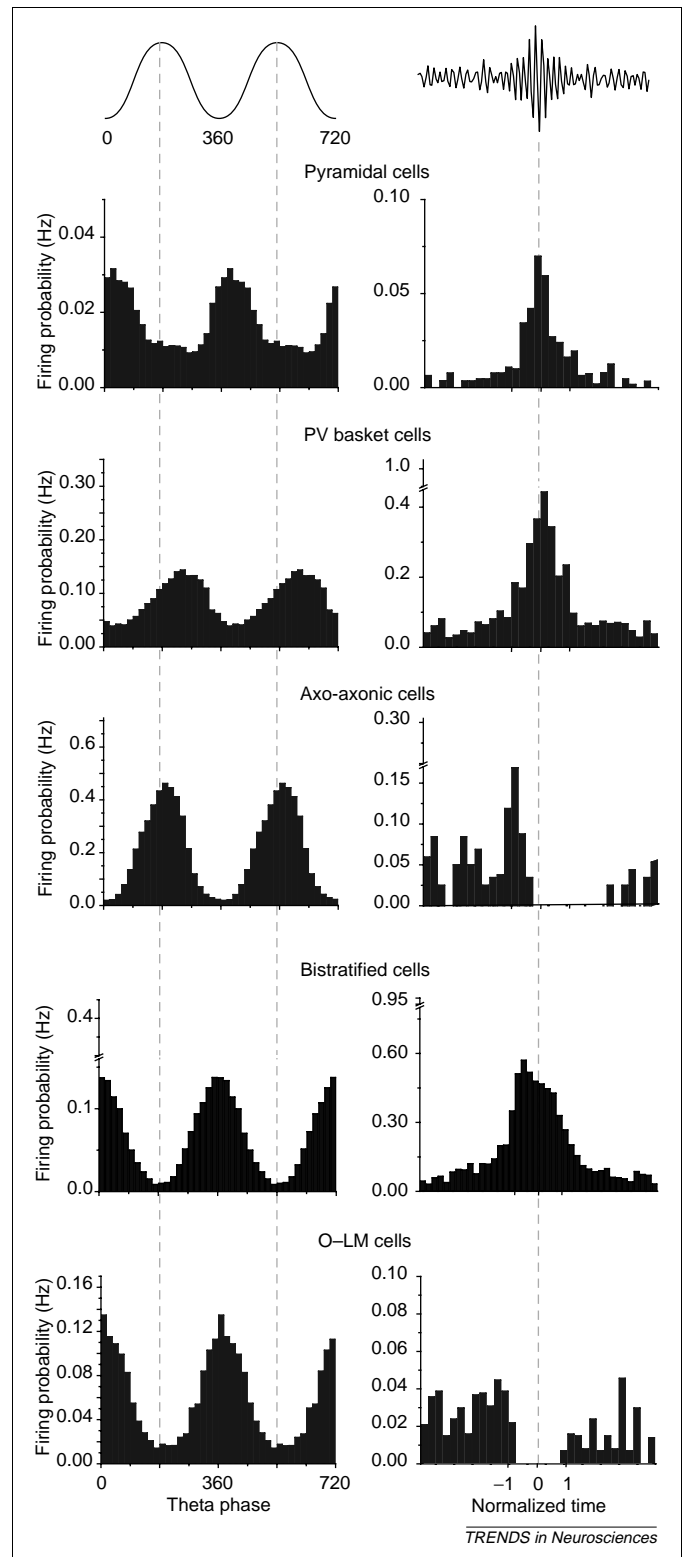 0 360 720
Pyramidal cells
Firing probability (Hz)
0.04
0.02
0.00
0.10
0.05
0.00
PV basket cells
Firing probability (Hz)
0.30
0.20
0.10
0.00
1.0
0.4
0.2
0.0
Axo-axonic cells
Firing probability (Hz)
0.6
0.4
0.2
0.0
0.30
0.15
0.10
0.05
0.00
Bistratified cells
Firing probability (Hz)
0.4
0.1
0.0
0.95
0.60
0.30
0.00
O–LM cells
Firing probability (Hz)
0.16
0.12
0.08
0.04
0.00
0 360 720
Theta phase
0.10
0.08
0.06
0.04
0.02
0.00
–1 0 1
Normalized time
TRENDS in Neurosciences